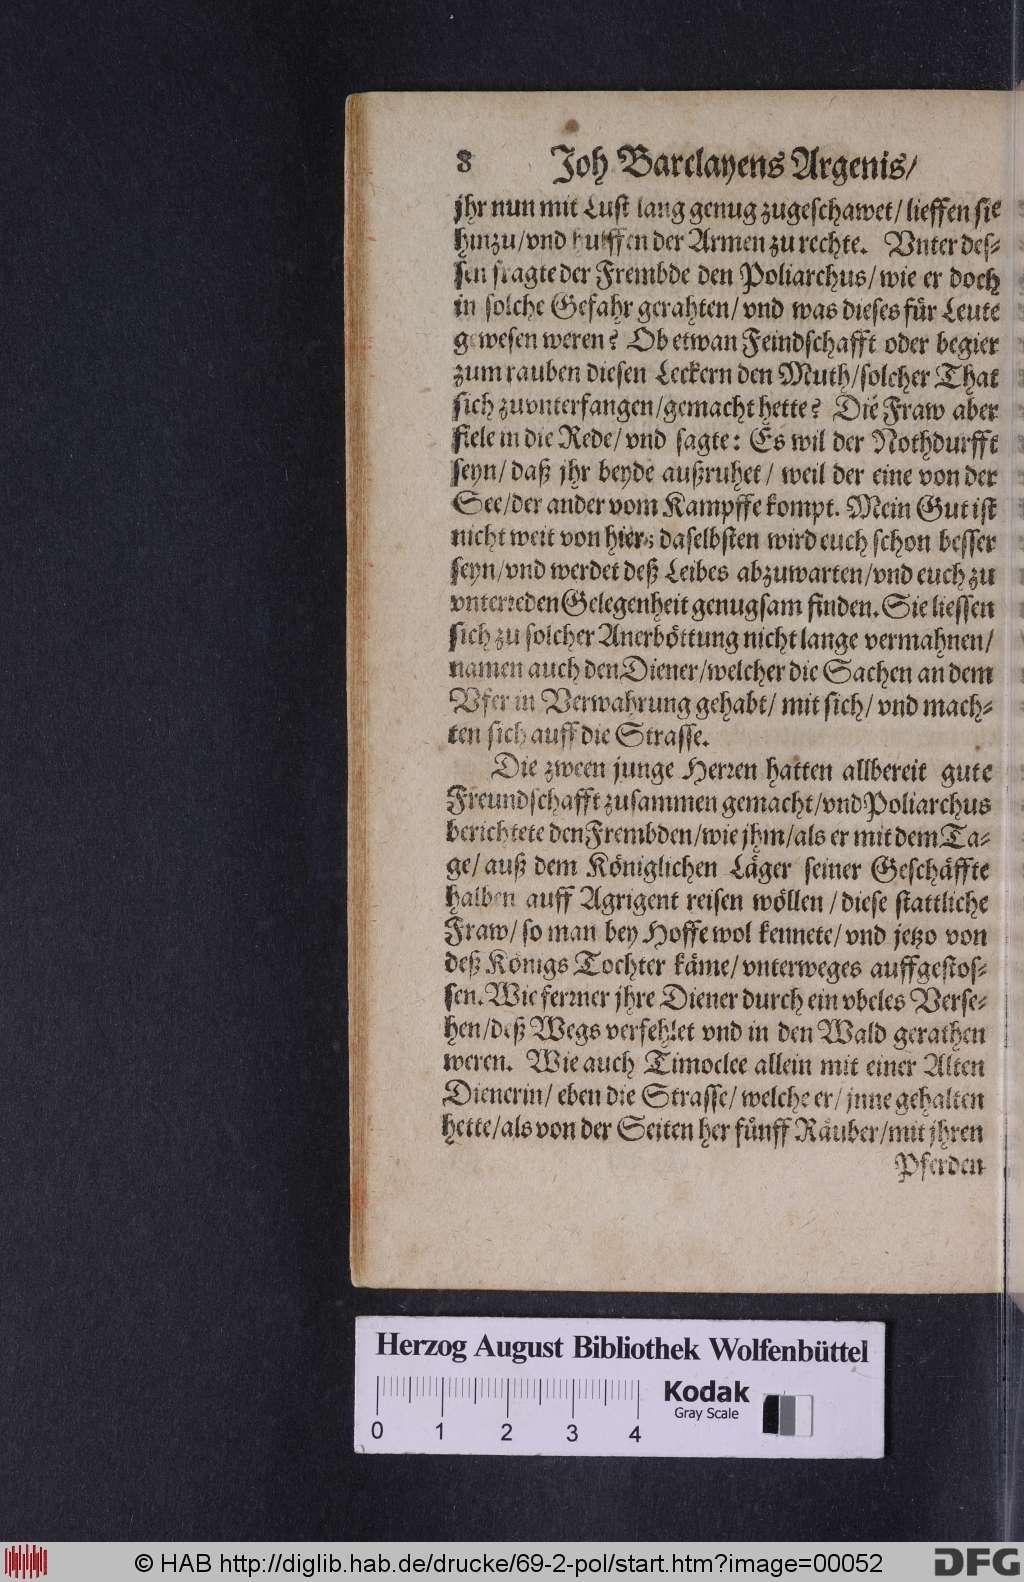 8 Joh Barclayens Argenis/
jhr nun mit Lust lang genug zugeschawet/ lieffen sie
hinzu/ vnd hulffen der Armen zu rechte. Vnter des-
sen fragte der Frembde den Poliarchus/ wie er doch
in solche Gefahr gerahten/ vnd was dieses für Leute
gewesen weren? Ob etwan Feindschafft oder begier
zum rauben diesen Leckern den Muth/ solcher That
sich zuvnterfangen/ gemacht hette? Die Fraw aber
fiele in die Rede/ vnd sagte: Es wil der Nothdurfft
seyn/ daß jhr beyde außruhet/ weil der eine von der
See/ der ander vom Kampffe kompt. Mein Gut ist
nicht weit von hier; daselbsten wird euch schon besser
seyn/ vnd werdet deß Leibes abzuwarten/ vnd euch zu
vnterreden Gelegenheit genugsam finden. Sie liessen
sich zu solcher Anerböttung nicht lange vermahnen/
namen auch den Diener/ welcher die Sachen an dem
Vfer in Verwahrung gehabt/ mit sich/ vnd mach-
ten sich auff die Strasse.
Die zween junge Herren hatten allbereit gute
Freundschafft zusammen gemacht/ vnd Poliarchus
berichtete den Frembden/ wie jhm/ als er mit dem Ta-
ge/ auß dem Königlichen Läger seiner Geschäffte
halben auff Agrigent reisen wöllen/ diese stattliche
Fraw/ so man bey Hoffe wol kennete/ vnd jetzo von
deß Königs Tochter käme/ vnterweges auffgestos-
sen. Wie ferrner jhre Diener durch ein vbeles Verse-
hen/ deß Wegs verfehlet vnd in den Wald gerathen
weren. Wie auch Timoclee allein mit einer Alten
Dienerin/ eben die Strasse/ welche er/ jnne gehalten
hette/ als von der Seiten her fünff Räuber/ mit jhren
Pferden
Herzog August Bibliothek Wolfenbüttel
Kodak
Gray Scale
0 1 2 3 4
© HAB http://diglib.hab.de/drucke/69-2-pol/start.htm?image=00052
DFG